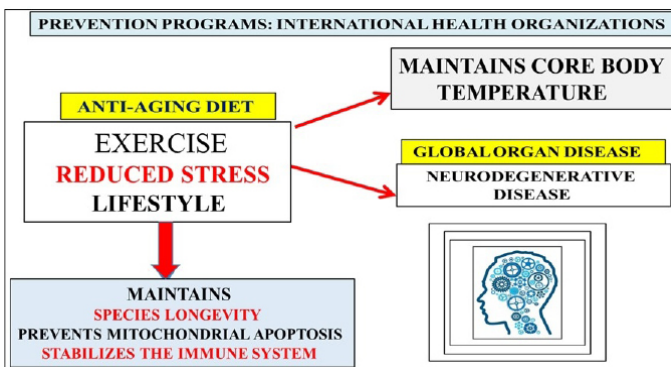 PREVENTION PROGRAMS: INTERNATIONAL HEALTH ORGANIZATIONS
MAINTAINS CORE BODY
TEMPERATURE
ANTI-AGING DIET
EXERCISE
REDUCED STRESS
LIFESTYLE
GLOBAL ORGAN DISEASE
NEURODEGENERATIVE
DISEASE
MAINTAINS
SPECIES LONGEVITY
PREVENTS MITOCHONDRIAL APOPTOSIS
STABILIZES THE IMMUNE SYSTEM